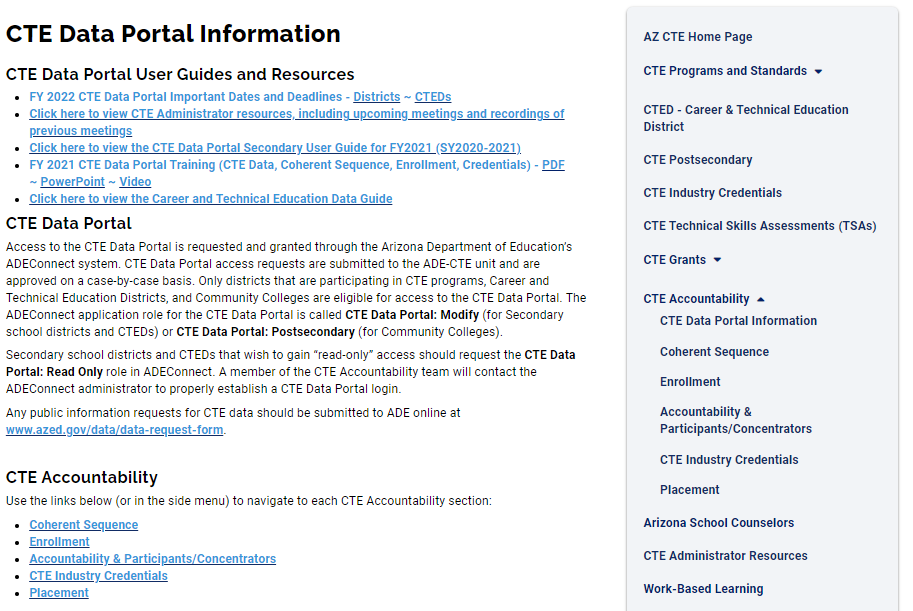 CTE Data Portal Information
CTE Data Portal User Guides and Resources
FY 2022 CTE Data Portal Important Dates and Deadlines - Districts ~ CTEDs
Click here to view CTE Administrator resources, including upcoming meetings and recordings of
previous meetings
Click here to view the CTE Data Portal Secondary User Guide for FY2021 (SY2020-2021)
FY 2021 CTE Data Portal Training (CTE Data, Coherent Sequence, Enrollment, Credentials) - PDF
~ PowerPoint ~ Video
Click here to view the Career and Technical Education Data Guide
CTE Data Portal
Access to the CTE Data Portal is requested and granted through the Arizona Department of Education's
ADEConnect system. CTE Data Portal access requests are submitted to the ADE-CTE unit and are
approved on a case-by-case basis. Only districts that are participating in CTE programs, Career and
Technical Education Districts, and Community Colleges are eligible for access to the CTE Data Portal. The
ADEConnect application role for the CTE Data Portal is called CTE Data Portal: Modify (for Secondary
school districts and CTEDs) or CTE Data Portal: Postsecondary (for Community Colleges).
Secondary school districts and CTEDs that wish to gain “read-only” access should request the CTE Data
Portal: Read Only role in ADEConnect. A member of the CTE Accountability team will contact the
ADEConnect administrator to properly establish a CTE Data Portal login.
Any public information requests for CTE data should be submitted to ADE online at
www.azed.gov/data/data-request-form.
CTE Accountability
Use the links below (or in the side menu) to navigate to each CTE Accountability section:
Coherent Sequence
Enrollment
Accountability & Participants/Concentrators
CTE Industry Credentials
Placement
AZ CTE Home Page
CTE Programs and Standards
CTED - Career & Technical Education
District
CTE Postsecondary
CTE Industry Credentials
CTE Technical Skills Assessments (TSAs)
CTE Grants
CTE Accountability
CTE Data Portal Information
Coherent Sequence
Enrollment
Accountability &
Participants/Concentrators
CTE Industry Credentials
Placement
Arizona School Counselors
CTE Administrator Resources
Work-Based Learning